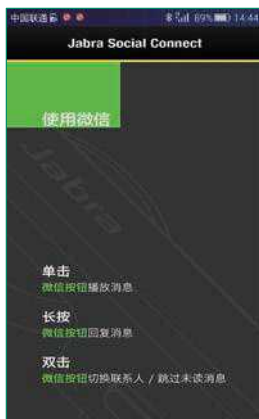 中国联通 69% 14:44
Jabra Social Connect
使用微信
Jabra
单击
微信按钮播放消息
长按
微信按钮回复消息
双击
微信按钮切换联系人 / 跳过未读消息